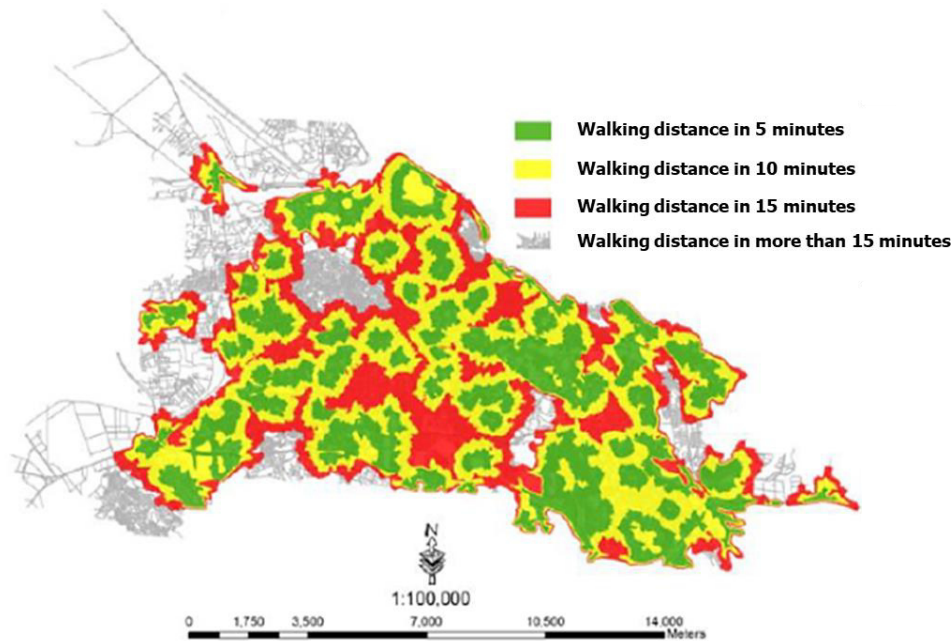 Walking distance in 5 minutes
Walking distance in 10 minutes
Walking distance in 15 minutes
Walking distance in more than 15 minutes
N
1:100,000
0 1,750 3,500 7,000 10,500 14,000
Meters